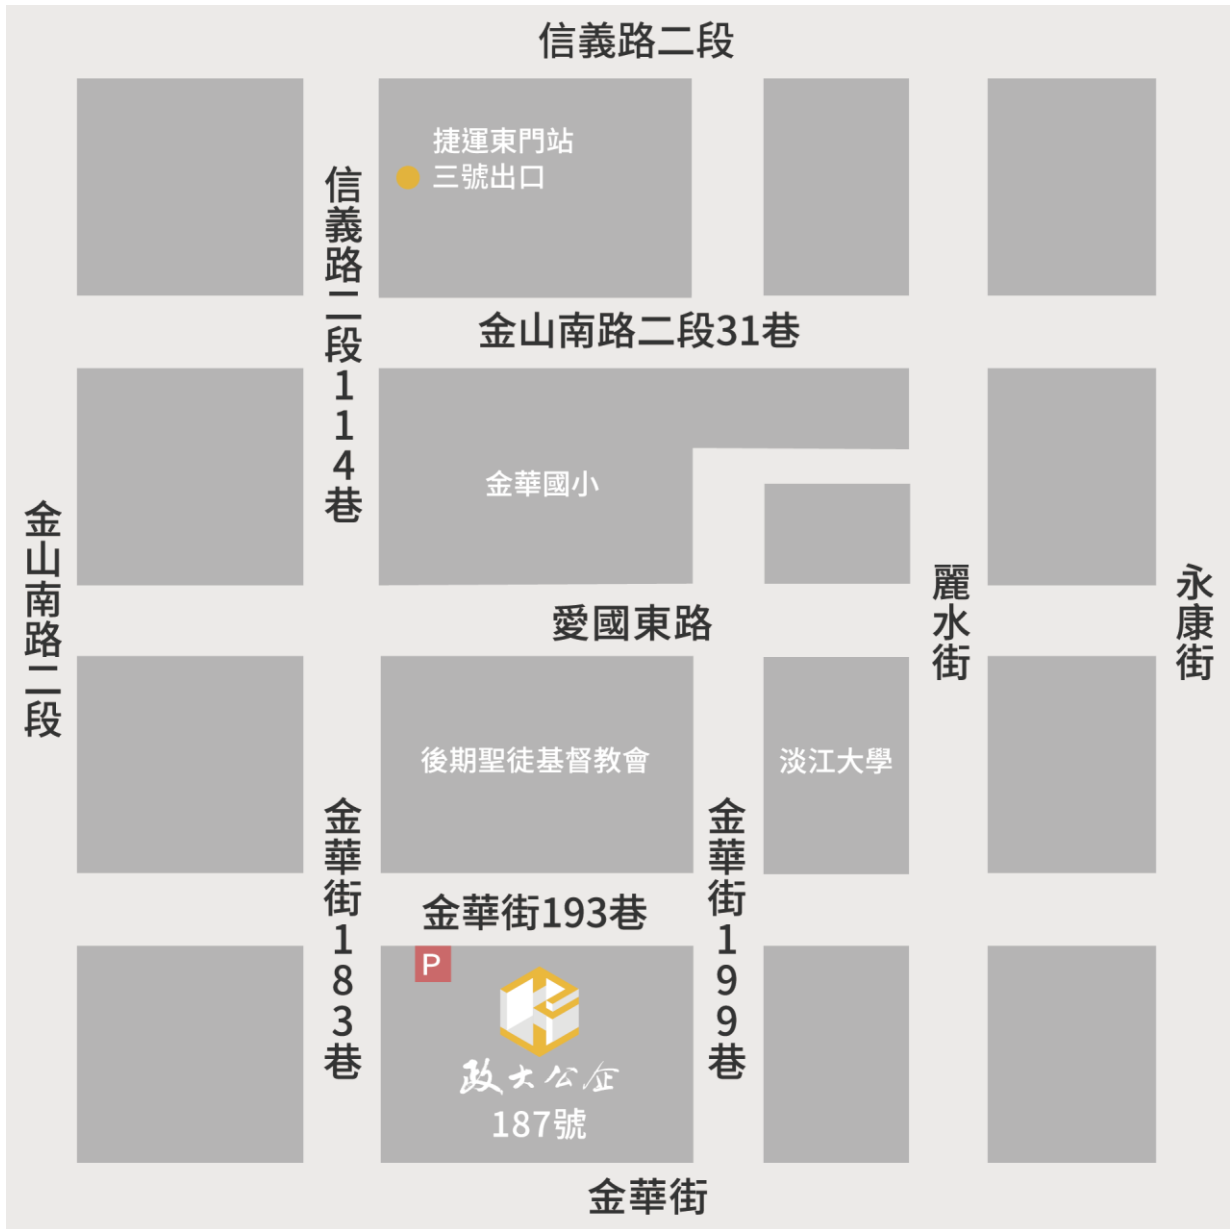 信義路二段
捷運東門站
三號出口
信義路二段114巷
金山南路二段31巷
金華國小
金山南路二段
愛國東路
麗水街
永康街
後期聖徒基督教會
淡江大學
金華街183巷
金華街193巷
金華街199巷
P
政大公企
187號
金華街